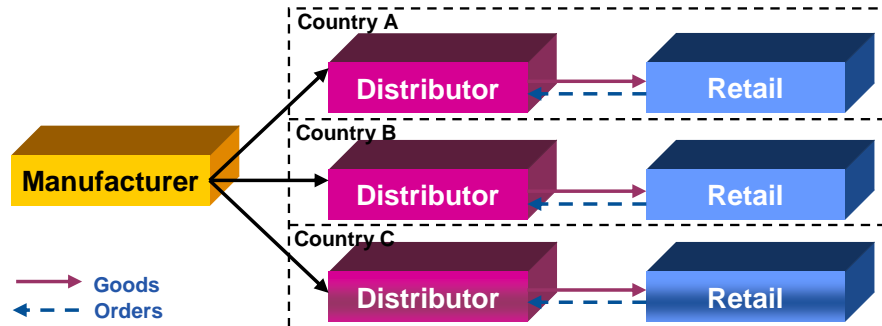 Country A
Distributor
Retail
Country B
Manufacturer
Distributor
Retail
Country C
Distributor
Retail
Goods
Orders